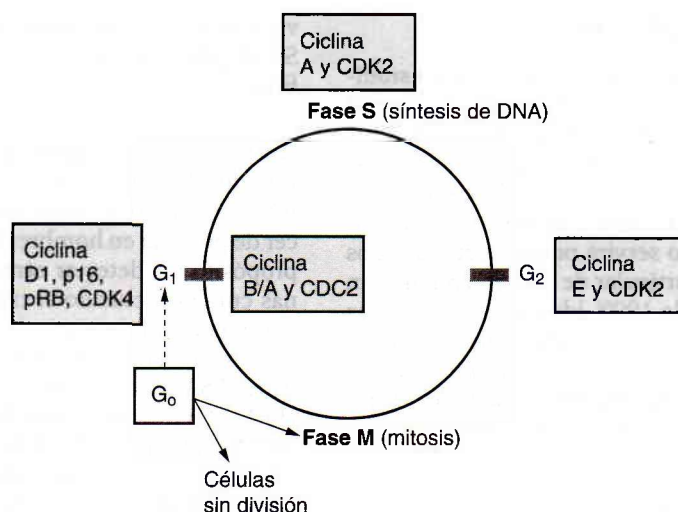 Ciclina
A y CDK2
Fase S (síntesis de DNA)
Ciclina
D1, p16,
pRB, CDK4
G₁
Ciclina
B/A y CDC2
G₂
Ciclina
E y CDK2
G₀
Fase M (mitosis)
Células
sin división